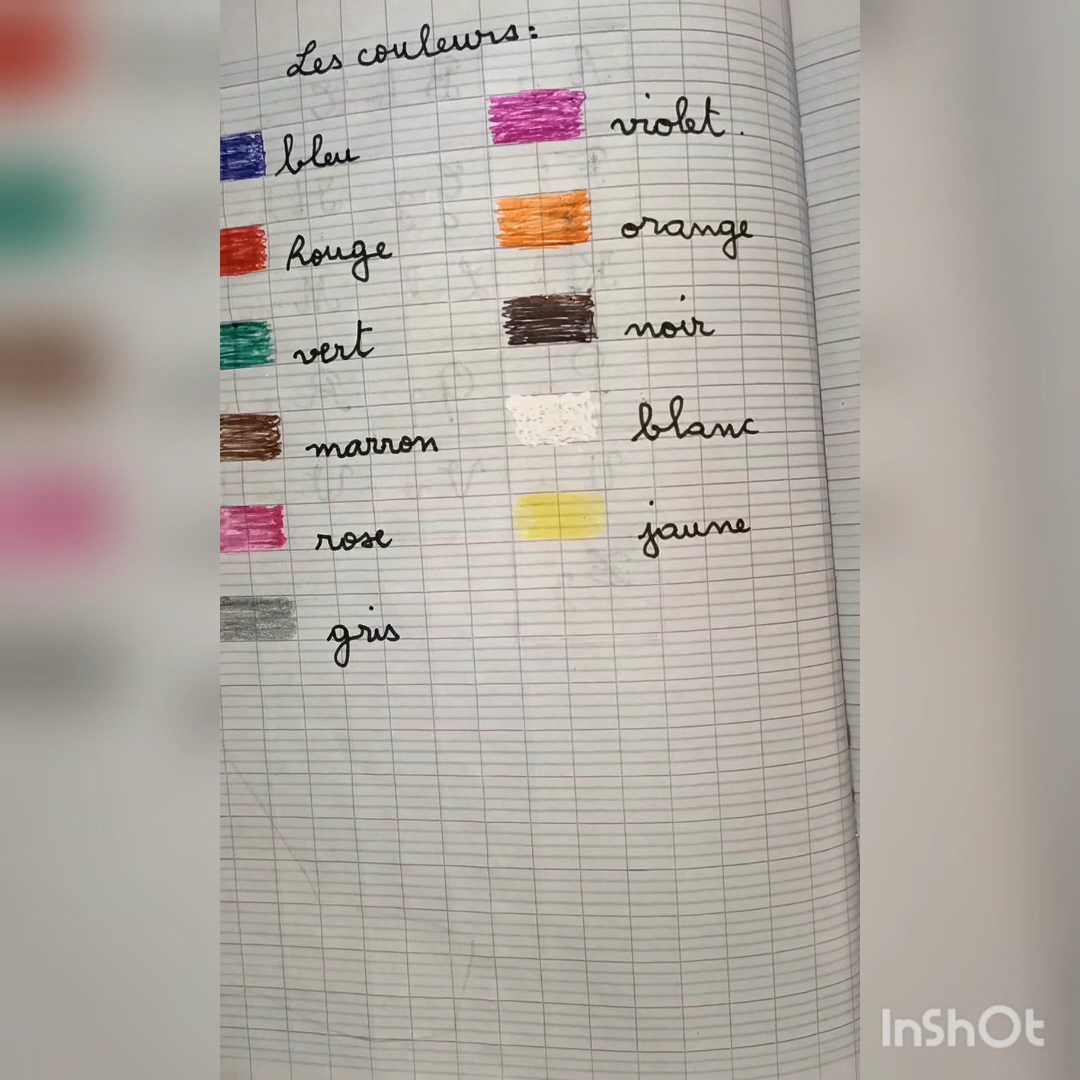 Les couleurs:
bleu
Rouge
vert
marron
rose
gris
violet.
orange
noir
blanc
jaune
InShOt